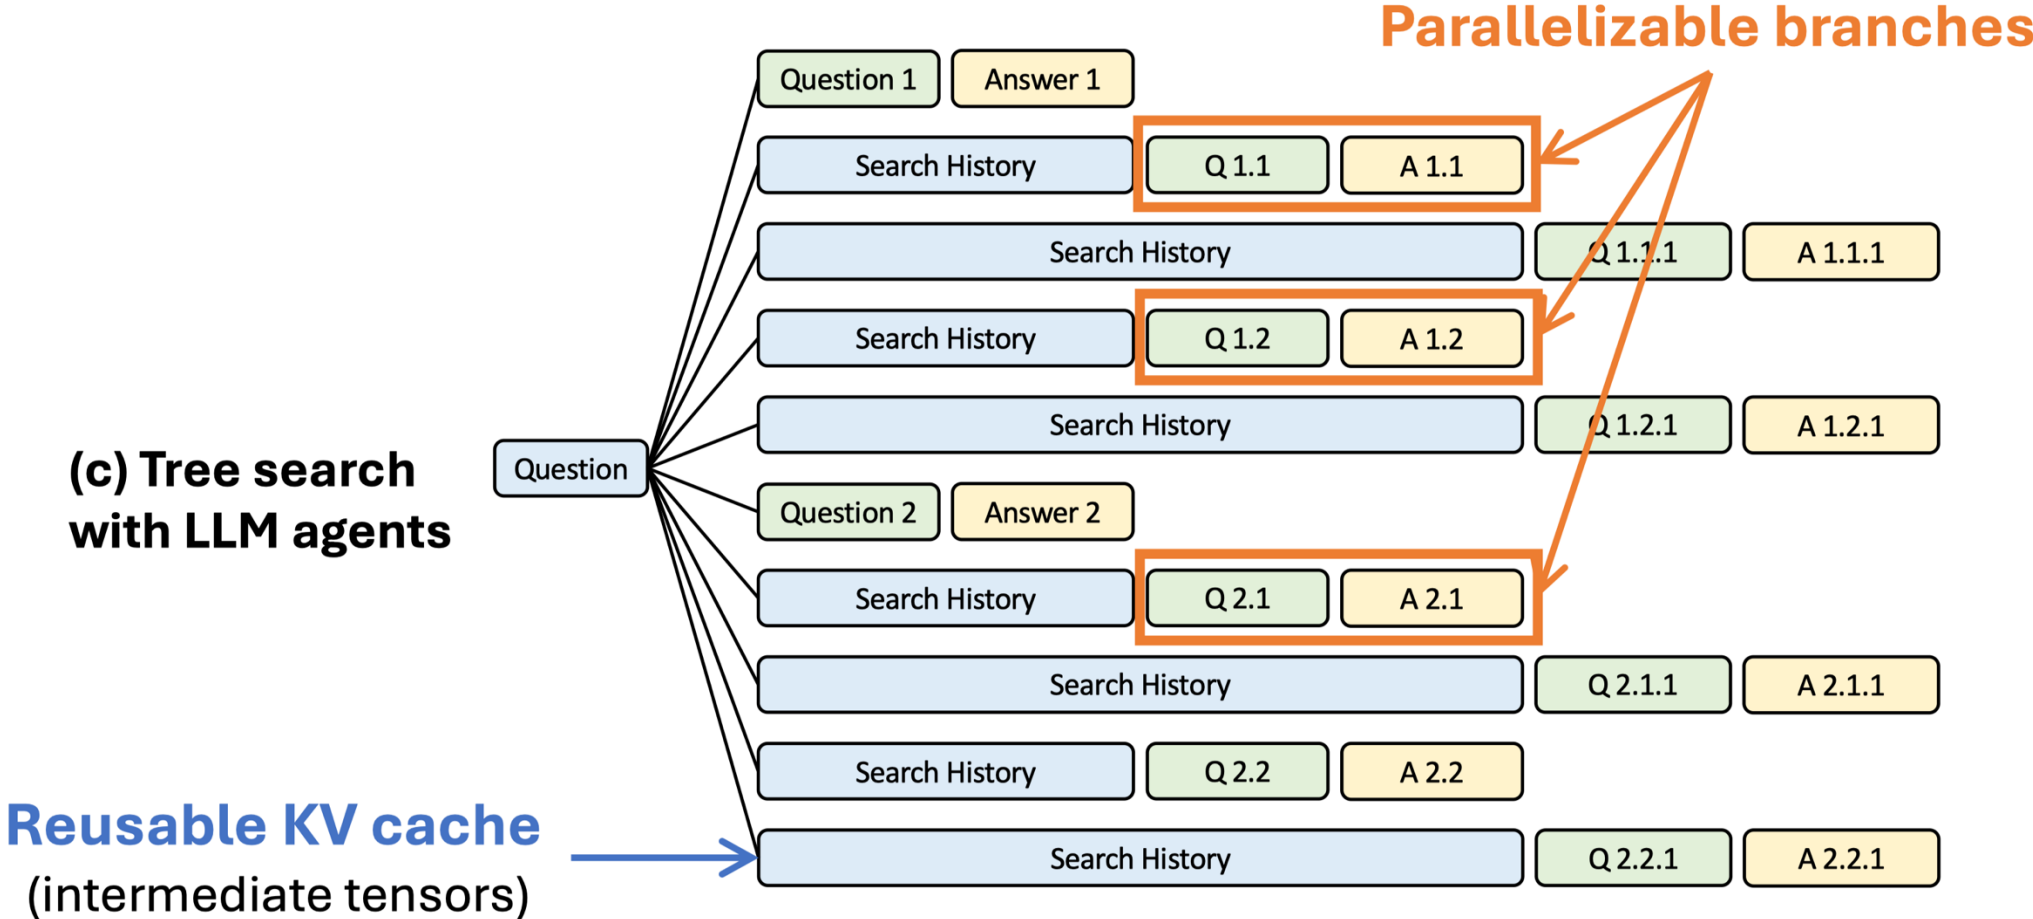 Parallelizable branches
Question 1 Answer 1
Search History Q 1.1 A 1.1
Search History Q 1.1.1 A 1.1.1
Search History Q 1.2 A 1.2
Search History Q 1.2.1 A 1.2.1
(c) Tree search
with LLM agents
Question
Question 2 Answer 2
Search History Q 2.1 A 2.1
Search History Q 2.1.1 A 2.1.1
Search History Q 2.2 A 2.2
Reusable KV cache
(intermediate tensors)
Search History Q 2.2.1 A 2.2.1